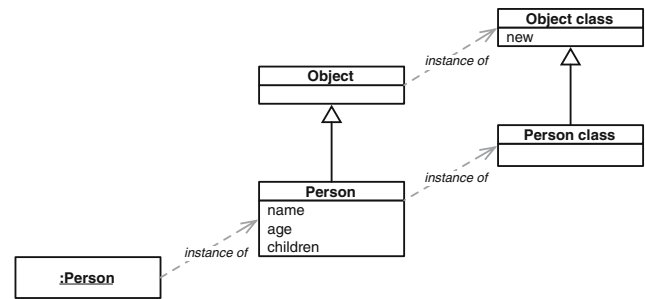 Object class
new
instance of
Object
Person class
instance of
Person
name
age
children
instance of
:Person